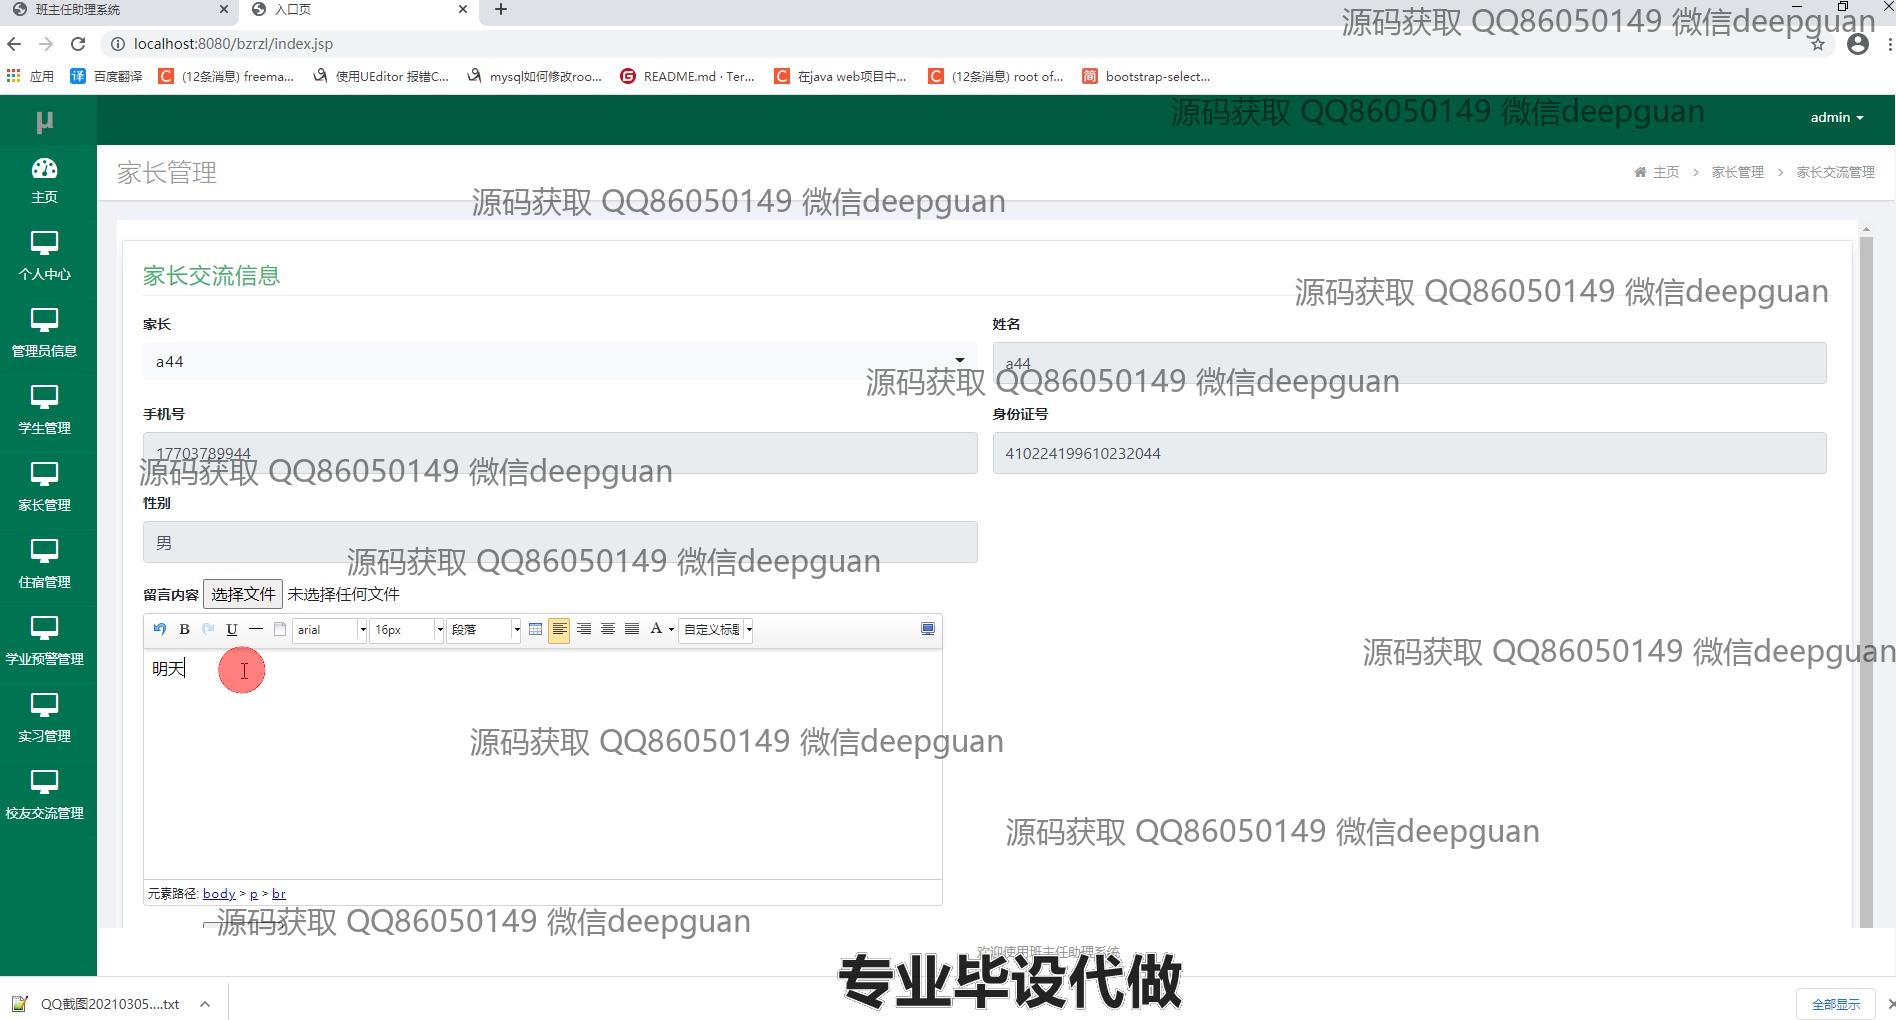 班主任助理系统
入口页
源码获取 QQ86050149 微信deepguan
localhost:8080/bzrzl/index.jsp
应用
百度翻译
(12条消息) freema...
使用UEditor 报错C...
mysql如何修改roo...
README.md · Ter...
在java web项目中...
(12条消息) root of...
bootstrap-select...
μ
源码获取 QQ86050149 微信deepguan
admin
主页
家长管理
主页 > 家长管理 > 家长交流管理
源码获取 QQ86050149 微信deepguan
个人中心
家长交流信息
源码获取 QQ86050149 微信deepguan
家长
姓名
管理员信息
a44
a44
源码获取 QQ86050149 微信deepguan
手机号
身份证号
学生管理
17703789944
410224199610232044
源码获取 QQ86050149 微信deepguan
性别
家长管理
男
源码获取 QQ86050149 微信deepguan
住宿管理
留言内容 选择文件 未选择任何文件
B U arial 16px 段落 A 自定义标题
学业预警管理
明天
源码获取 QQ86050149 微信deepguan
实习管理
源码获取 QQ86050149 微信deepguan
校友交流管理
源码获取 QQ86050149 微信deepguan
元素路径: body > p > br
源码获取 QQ86050149 微信deepguan
欢迎使用班主任助理系统
专业毕设代做
QQ截图20210305....txt
全部显示